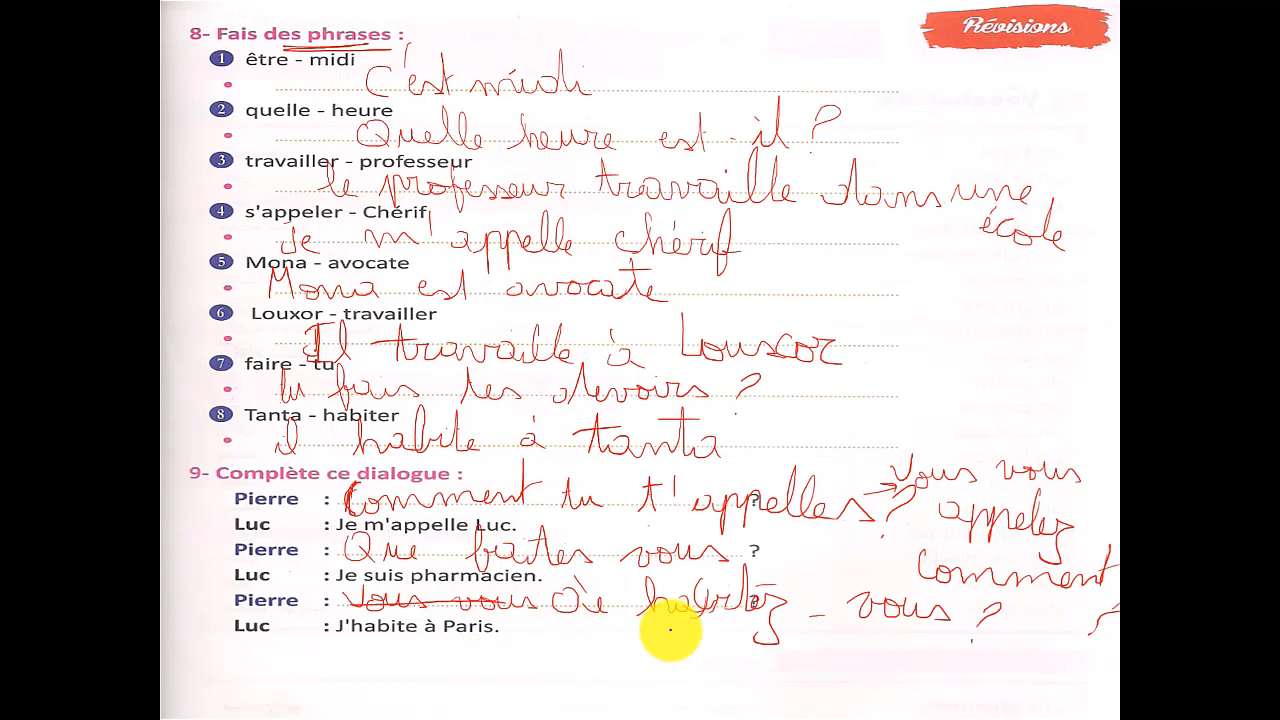 Révisions
8- Fais des phrases :
1 être - midi
C'est midi
2 quelle - heure
Quelle heure est-il ?
3 travailler - professeur
le professeur travaille dans une
école
4 s'appeler - Chérif
Je m'appelle chérif
5 Mona - avocate
Mona est avocate
6 Louxor - travailler
Il travaille à Louxor
7 faire - tu
tu fais les devoirs ?
8 Tanta - habiter
il habite à tanta
9- Complète ce dialogue :
Pierre : Comment tu t'appelles ? → vous vous
appelez
comment
Luc : Je m'appelle Luc.
Pierre : Que faites vous ?
Luc : Je suis pharmacien.
Pierre : Vous vous Où habitez - vous ?
Luc : J'habite à Paris.